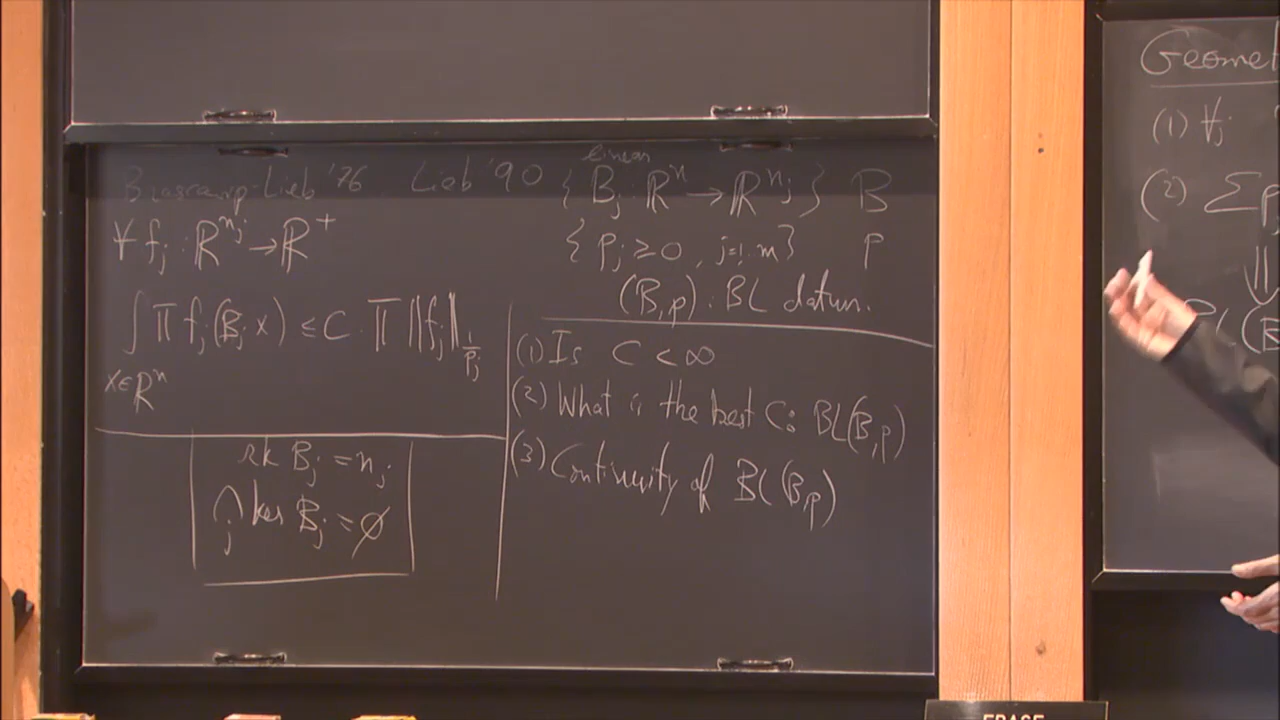 Brascamp-Lieb '76. Lieb '90
∀ f_j : ℝ^{n_j} → ℝ^+
∫ Π f_j(B_j x) ≤ C · Π ‖f_j‖_{1/p_j}
x∈ℝ^n
rk B_j = n_j
⋂_j ker B_j = ∅
linear
{ B_j : ℝ^n → ℝ^{n_j} } B
{ p_j ≥ 0, j=1..m } p
(B,p) : BL datum.
(1) Is C < ∞
(2) What is the best C: BL(B,p)
(3) Continuity of BL(B,p)
Geomet
(1) ∀j
(2) Σ p
⇓
(B
ERASE